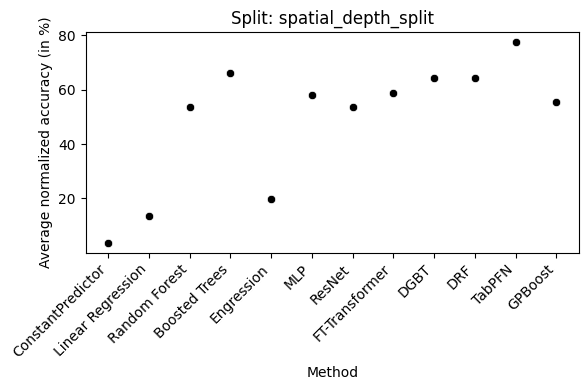 Split: spatial_depth_split
Average normalized accuracy (in %)
80
60
40
20
ConstantPredictor
Linear Regression
Random Forest
Boosted Trees
Engression
MLP
ResNet
FT-Transformer
DGBT
DRF
TabPFN
GPBoost
Method